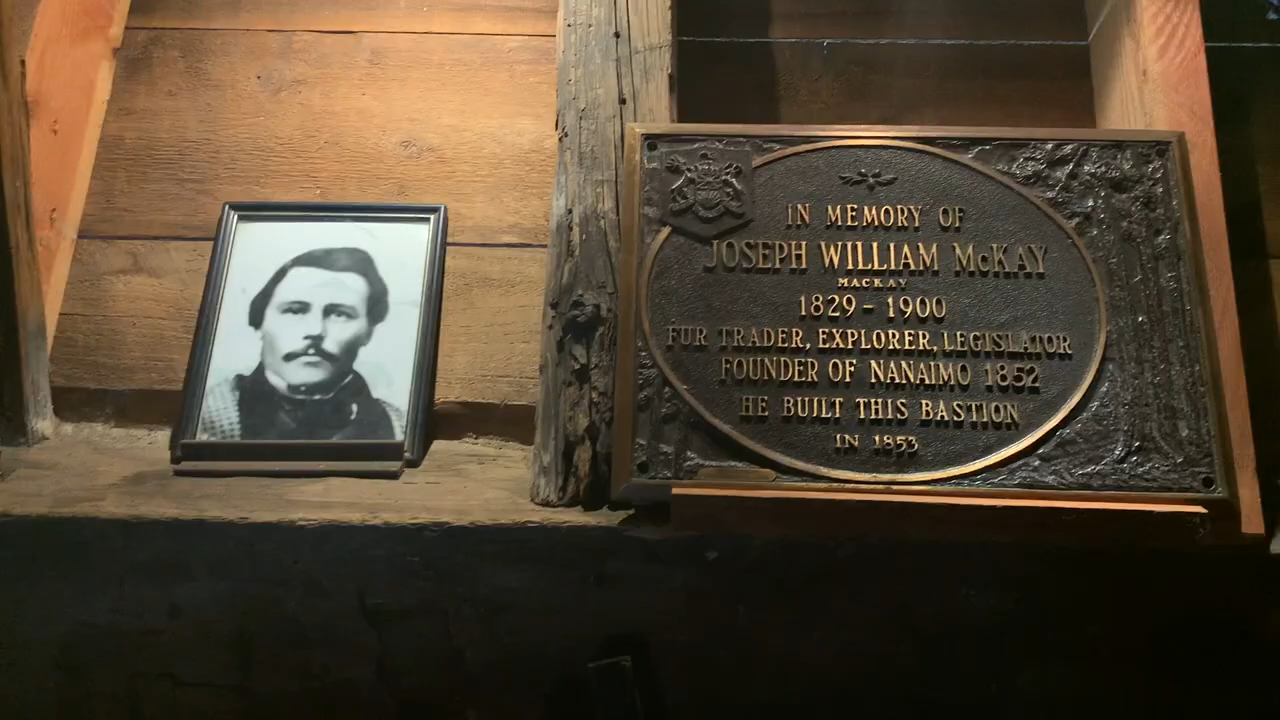 IN MEMORY OF
JOSEPH WILLIAM McKAY
MACKAY
1829 - 1900
FUR TRADER, EXPLORER, LEGISLATOR
FOUNDER OF NANAIMO 1852
HE BUILT THIS BASTION
IN 1853